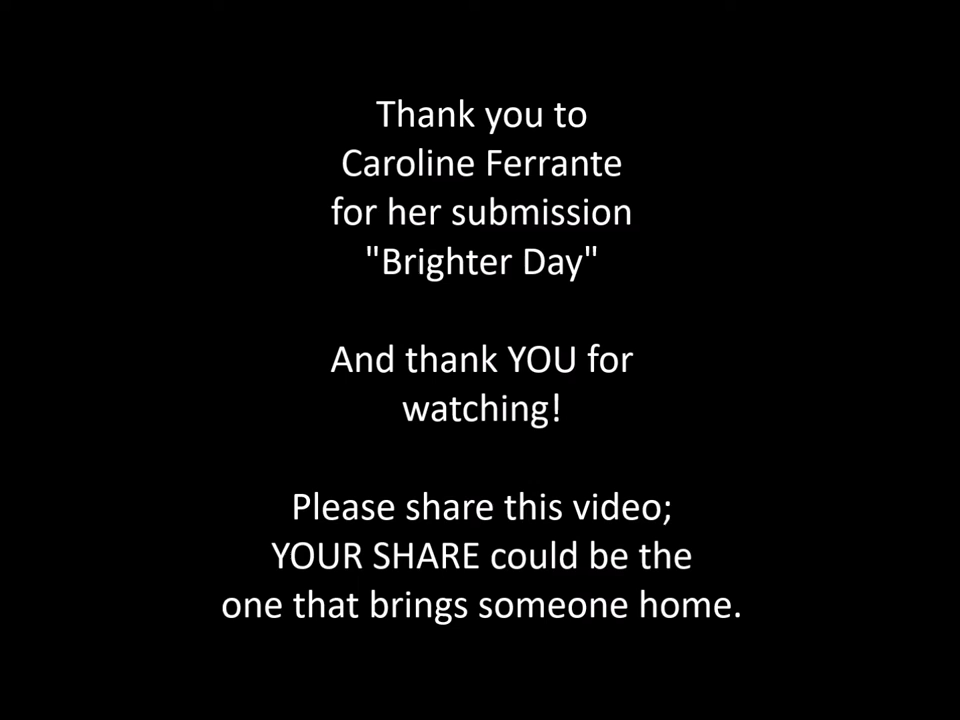 Thank you to
Caroline Ferrante
for her submission
"Brighter Day"
And thank YOU for
watching!
Please share this video;
YOUR SHARE could be the
one that brings someone home.